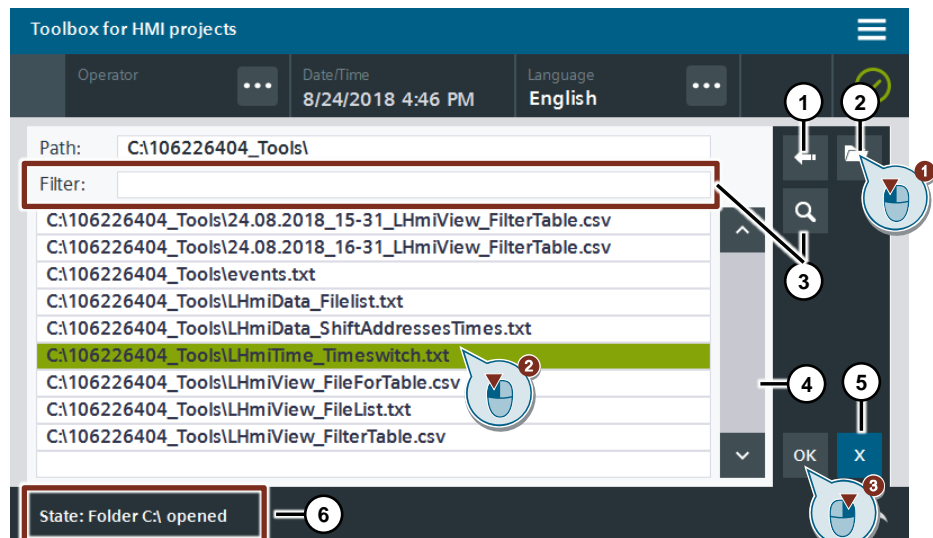 Toolbox for HMI projects
Operator
Date/Time
Language
8/24/2018 4:46 PM
English
1
2
Path: C:\106226404_Tools\
1
Filter:
C:\106226404_Tools\24.08.2018_15-31_LHmiView_FilterTable.csv
C:\106226404_Tools\24.08.2018_16-31_LHmiView_FilterTable.csv
C:\106226404_Tools\events.txt
3
C:\106226404_Tools\LHmiData_Filelist.txt
C:\106226404_Tools\LHmiData_ShiftAddressesTimes.txt
C:\106226404_Tools\LHmiTime_Timeswitch.txt
2
C:\106226404_Tools\LHmiView_FileForTable.csv
4
5
C:\106226404_Tools\LHmiView_FileList.txt
C:\106226404_Tools\LHmiView_FilterTable.csv
OK
X
3
State: Folder C:\ opened
6